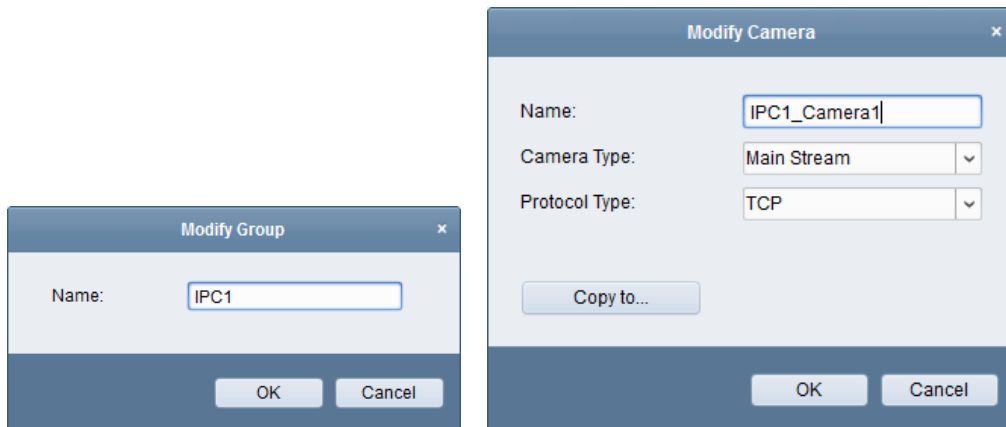 Modify Group ×
Name: IPC1
OK Cancel
Modify Camera ×
Name: IPC1_Camera1
Camera Type: Main Stream
Protocol Type: TCP
Copy to...
OK Cancel